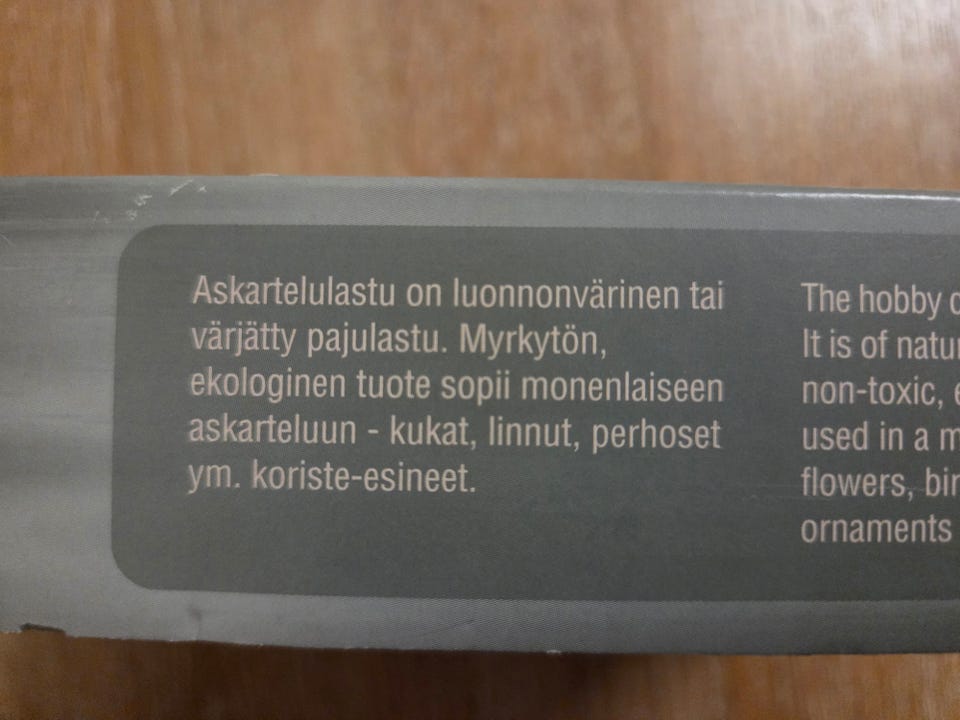 Askartelulastu on luonnonvärinen tai
värjätty pajulastu. Myrkytön,
ekologinen tuote sopii monenlaiseen
askarteluun - kukat, linnut, perhoset
ym. koriste-esineet.
The hobby
It is of
non-toxic,
used in a
flowers,
ornaments